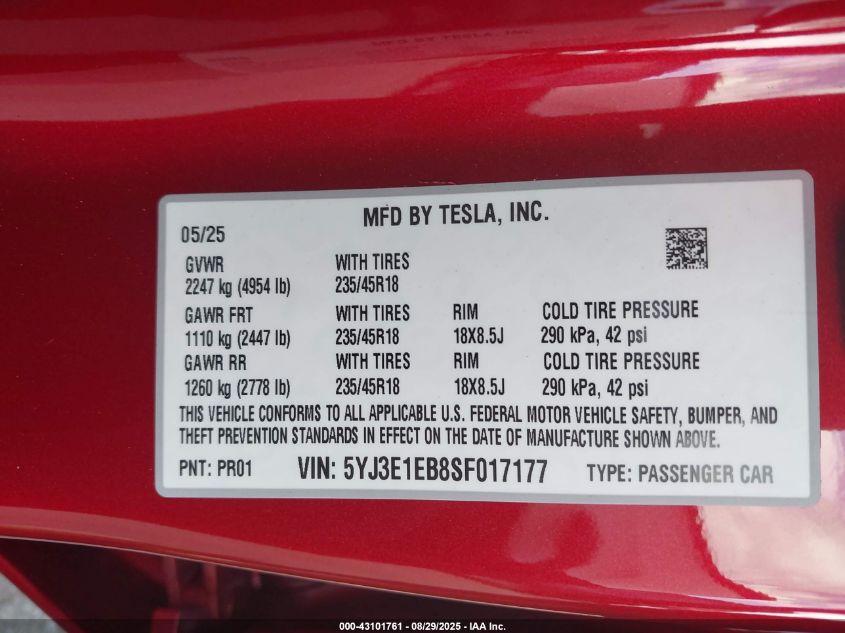 MFD BY TESLA, INC.
MFD BY TESLA, INC.
05/25
GVWR WITH TIRES
2247 kg (4954 lb) 235/45R18
GAWR FRT WITH TIRES RIM COLD TIRE PRESSURE
1110 kg (2447 lb) 235/45R18 18X8.5J 290 kPa, 42 psi
GAWR RR WITH TIRES RIM COLD TIRE PRESSURE
1260 kg (2778 lb) 235/45R18 18X8.5J 290 kPa, 42 psi
THIS VEHICLE CONFORMS TO ALL APPLICABLE U.S. FEDERAL MOTOR VEHICLE SAFETY, BUMPER, AND
THEFT PREVENTION STANDARDS IN EFFECT ON THE DATE OF MANUFACTURE SHOWN ABOVE.
PNT: PR01 VIN: 5YJ3E1EB8SF017177 TYPE: PASSENGER CAR
000-43101761 - 08/29/2025 - IAA Inc.